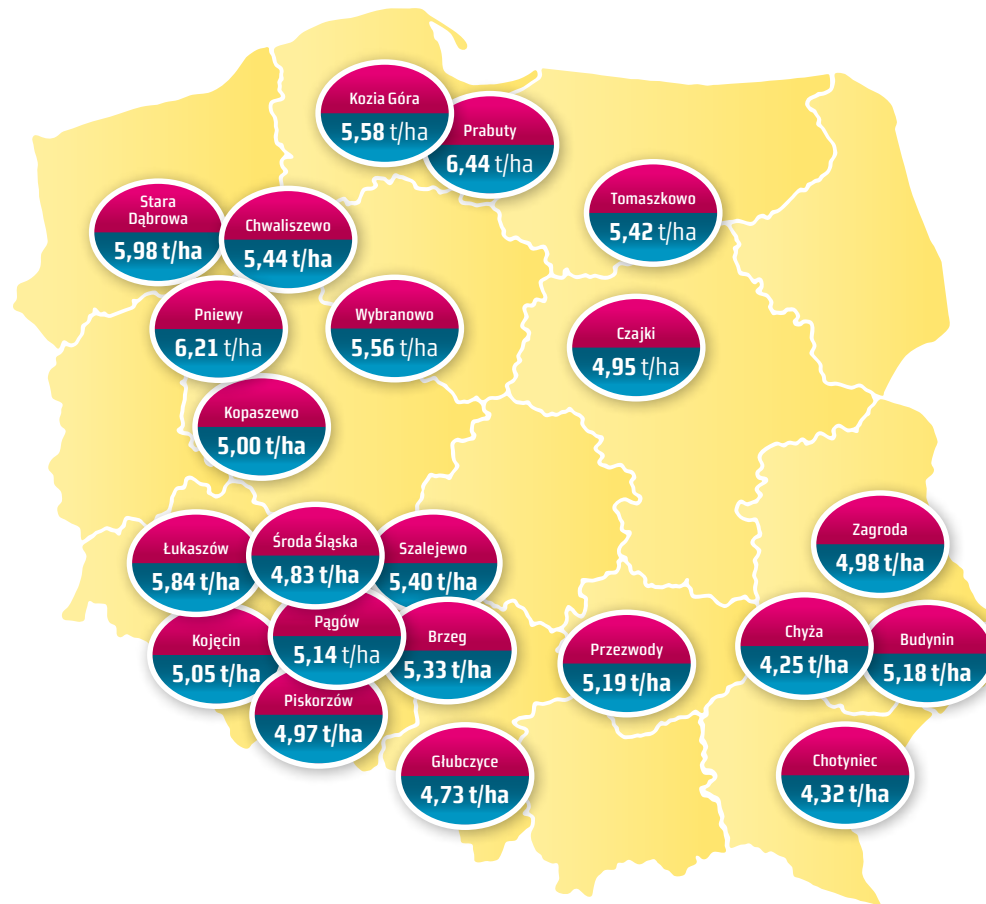 Kozia Góra
5,58 t/ha
Prabuty
6,44 t/ha
Tomaszkowo
5,42 t/ha
Stara
Dąbrowa
5,98 t/ha
Chwaliszewo
5,44 t/ha
Pniewy
6,21 t/ha
Wybranowo
5,56 t/ha
Czajki
4,95 t/ha
Kopaszewo
5,00 t/ha
Zagroda
4,98 t/ha
Łukaszów
5,84 t/ha
Środa Śląska
4,83 t/ha
Szalejewo
5,40 t/ha
Kojęcin
5,05 t/ha
Pągów
5,14 t/ha
Brzeg
5,33 t/ha
Przezwody
5,19 t/ha
Chyża
4,25 t/ha
Budynin
5,18 t/ha
Piskorzów
4,97 t/ha
Głubczyce
4,73 t/ha
Chotyniec
4,32 t/ha